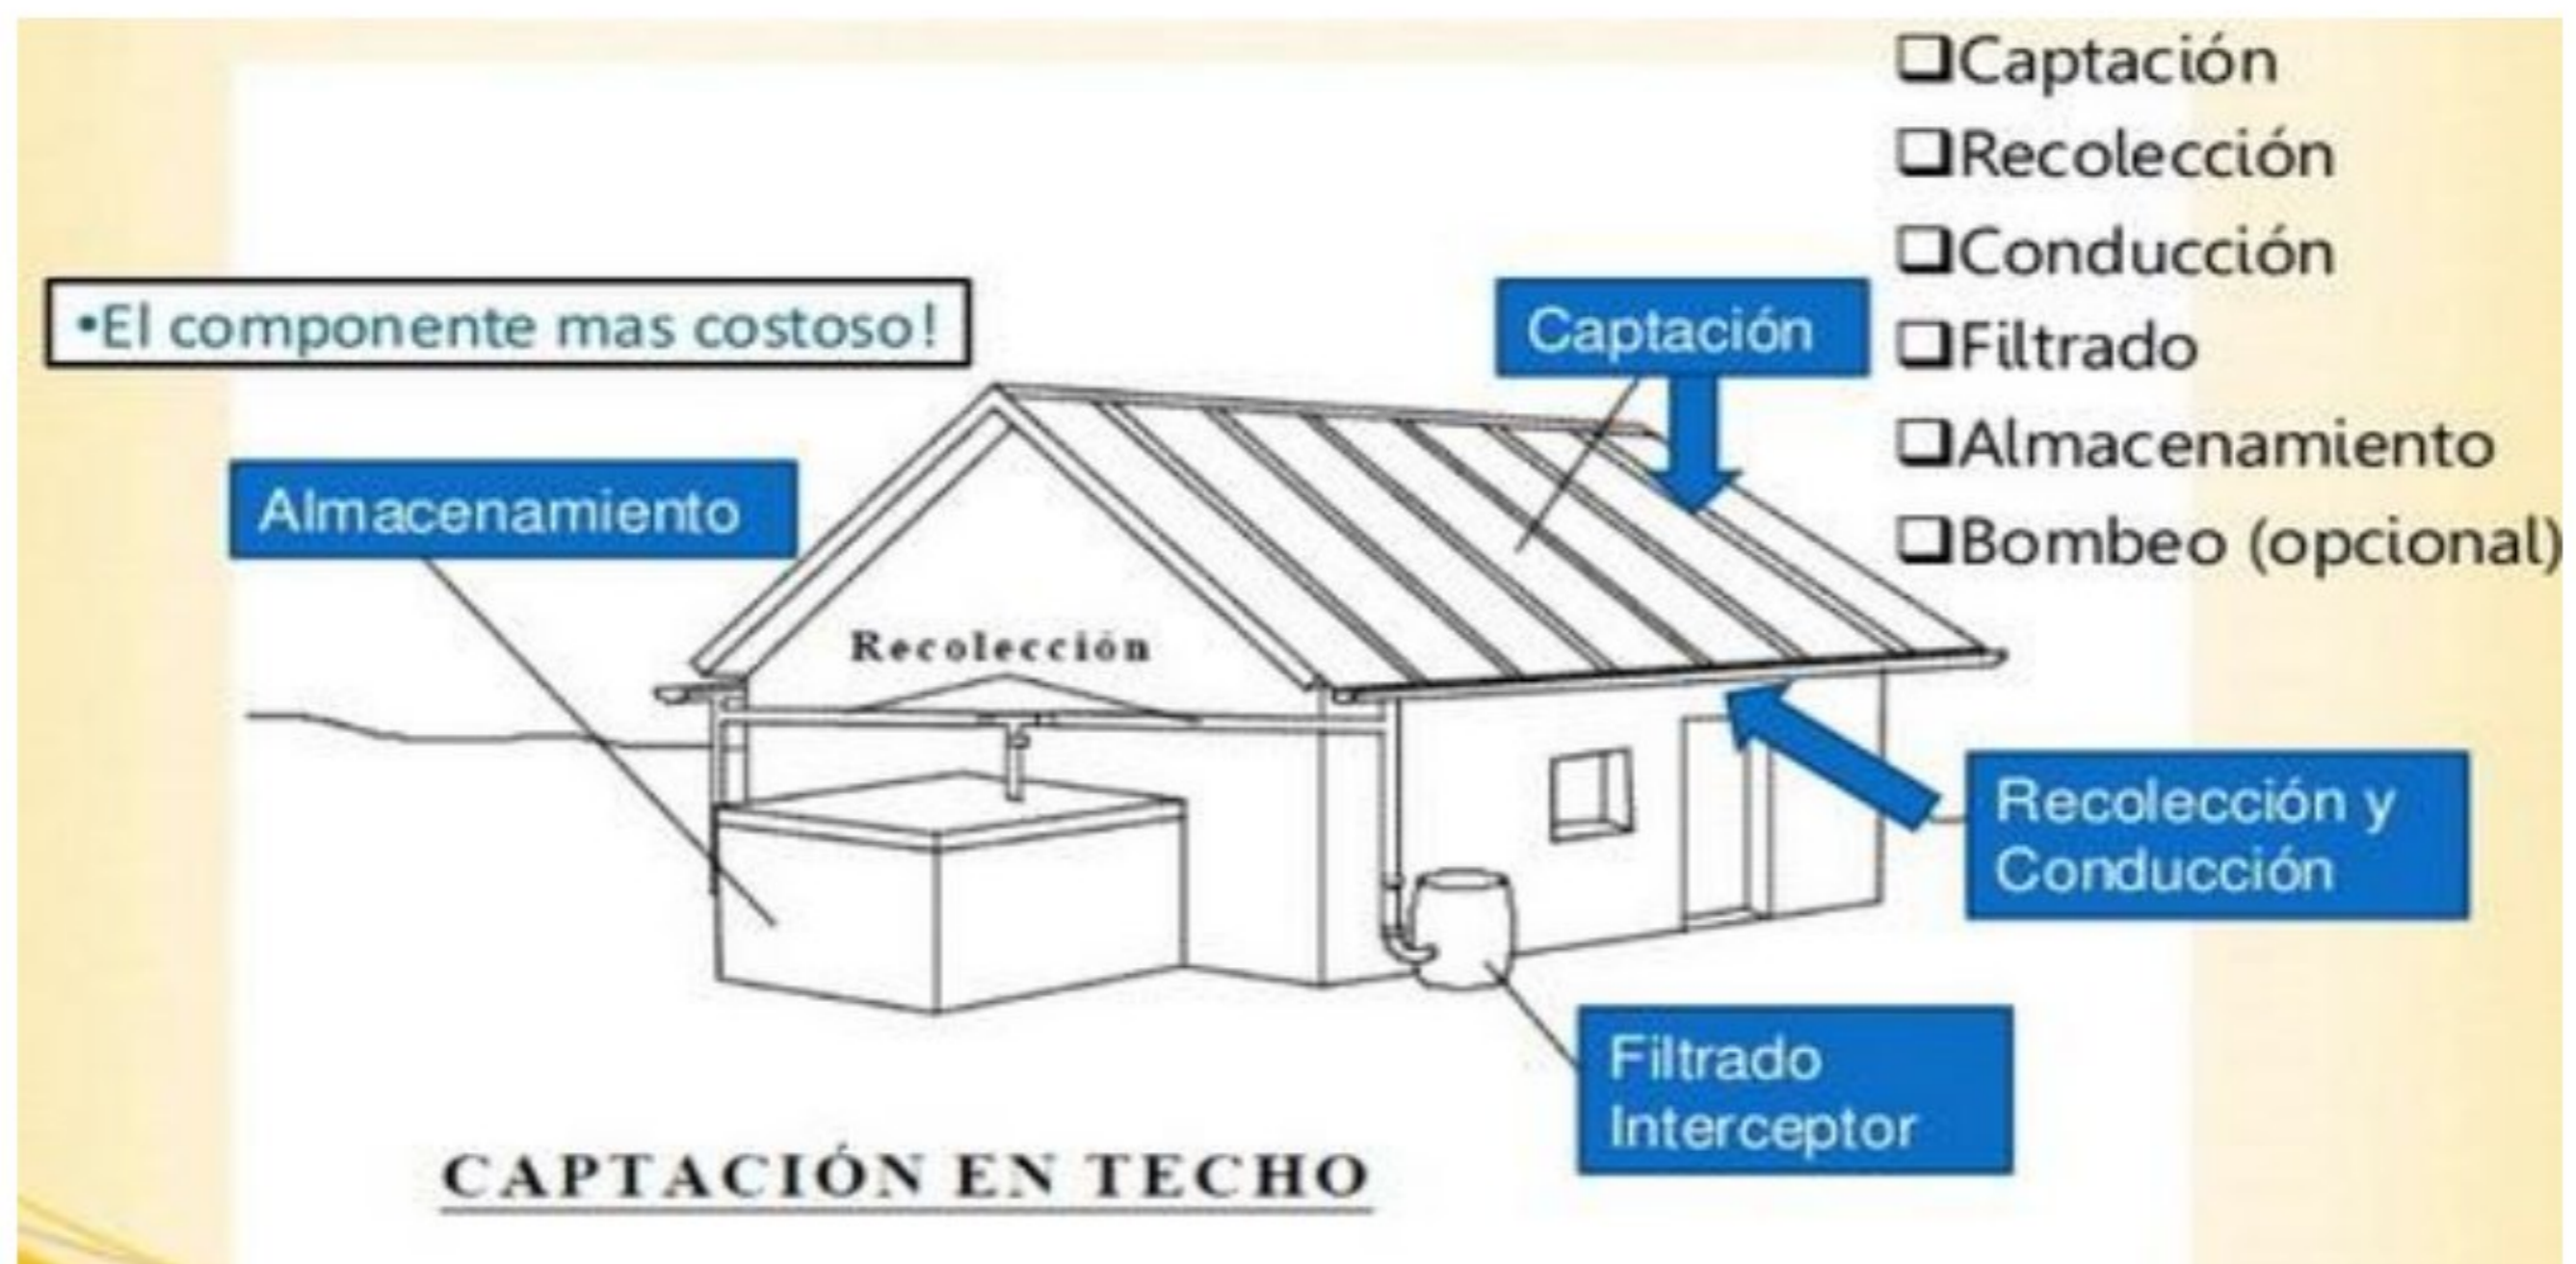 ❑Captación
❑Recolección
❑Conducción
❑Filtrado
❑Almacenamiento
❑Bombeo (opcional)
•El componente mas costoso!
Captación
Almacenamiento
Recolección
Recolección y
Conducción
Filtrado
Interceptor
CAPTACIÓN EN TECHO